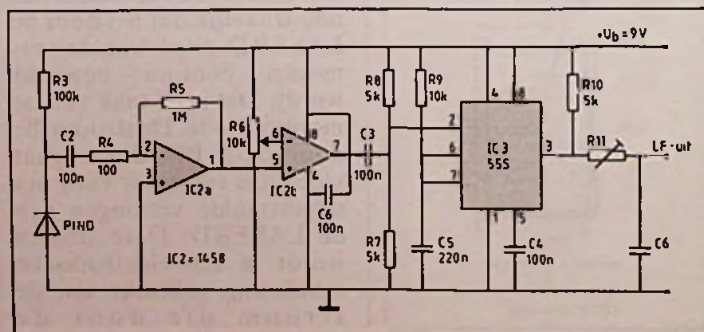 +Ub=9V
R3
100k
C2
100n
R4
100
R5
1M
2
3
1
IC2a
PIND
IC2=1458
R6
10k
6
5
8
7
4
IC2b
C6
100n
C3
100n
R8
5k
R7
5k
R9
10k
C5
220n
2
6
7
4
8
IC3
555
3
1
5
C4
100n
R10
5k
R11
LF-uit
C6